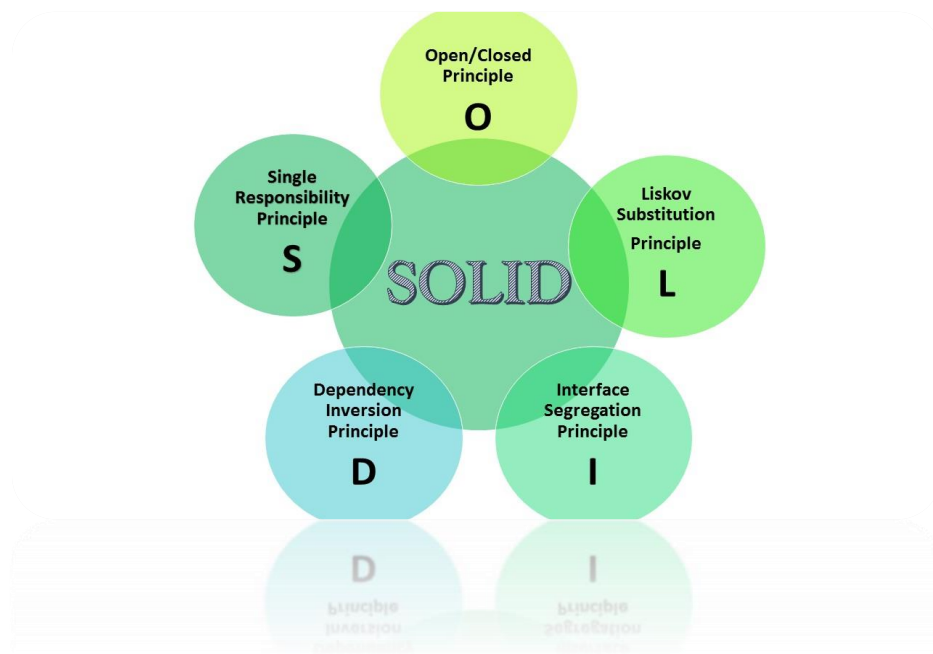 Open/Closed
Principle
O
Single
Responsibility
Principle
S
Liskov
Substitution
Principle
L
SOLID
Dependency
Inversion
Principle
D
Interface
Segregation
Principle
I